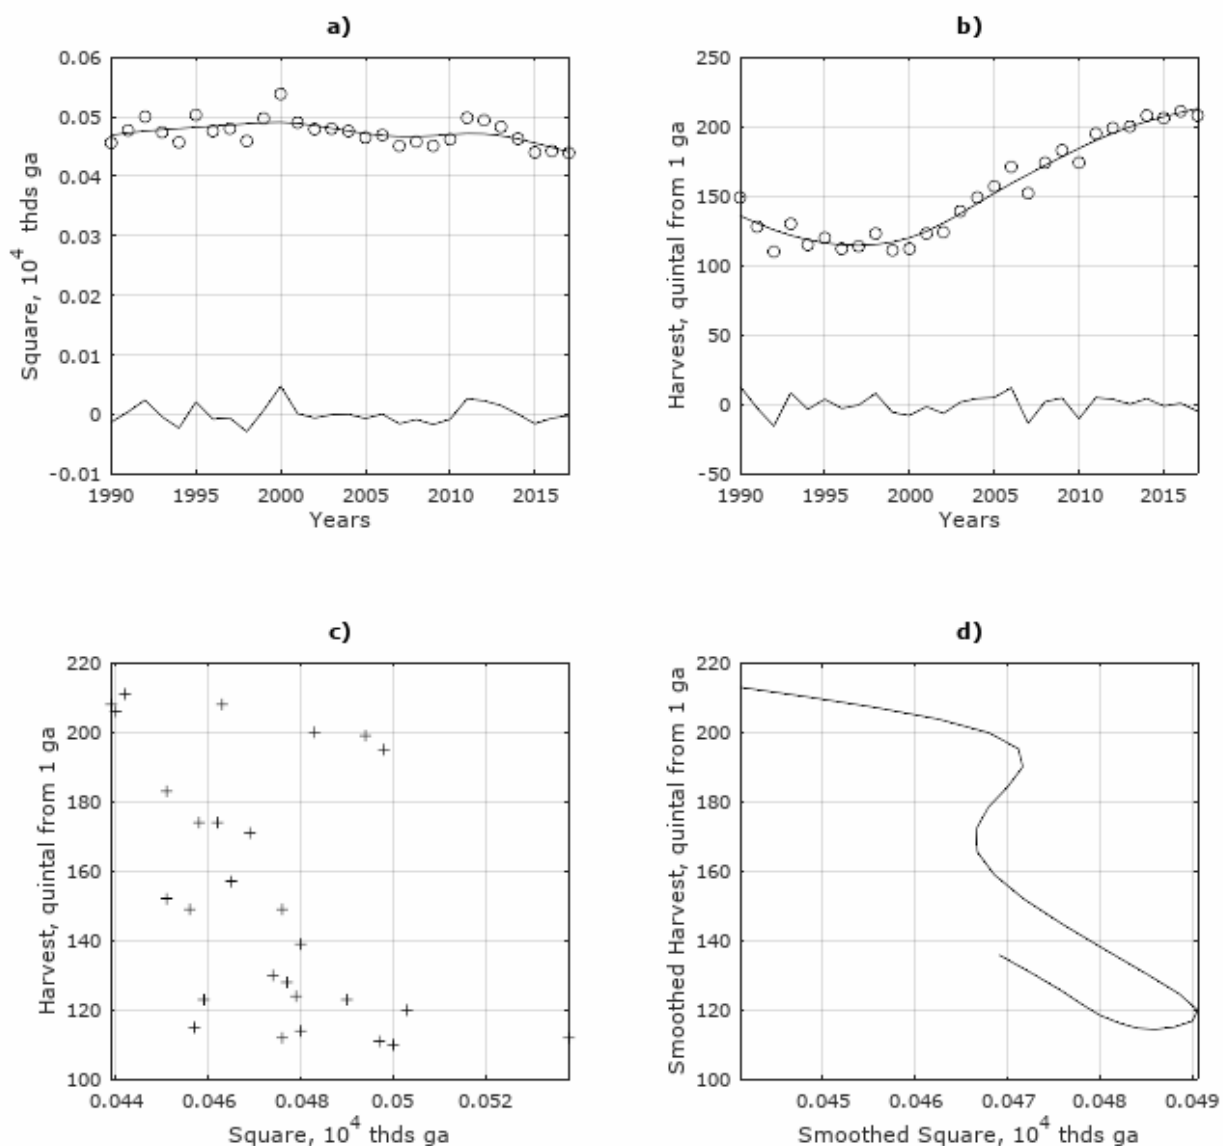 a)
0.06
0.05
0.04
0.03
0.02
0.01
0
-0.01
Square, 10⁴ thds ga
1990 1995 2000 2005 2010 2015
Years
b)
250
200
150
100
50
0
-50
Harvest, quintal from 1 ga
1990 1995 2000 2005 2010 2015
Years
c)
220
200
180
160
140
120
100
Harvest, quintal from 1 ga
0.044 0.046 0.048 0.05 0.052
Square, 10⁴ thds ga
d)
220
200
180
160
140
120
100
Smoothed Harvest, quintal from 1 ga
0.045 0.046 0.047 0.048 0.049
Smoothed Square, 10⁴ thds ga